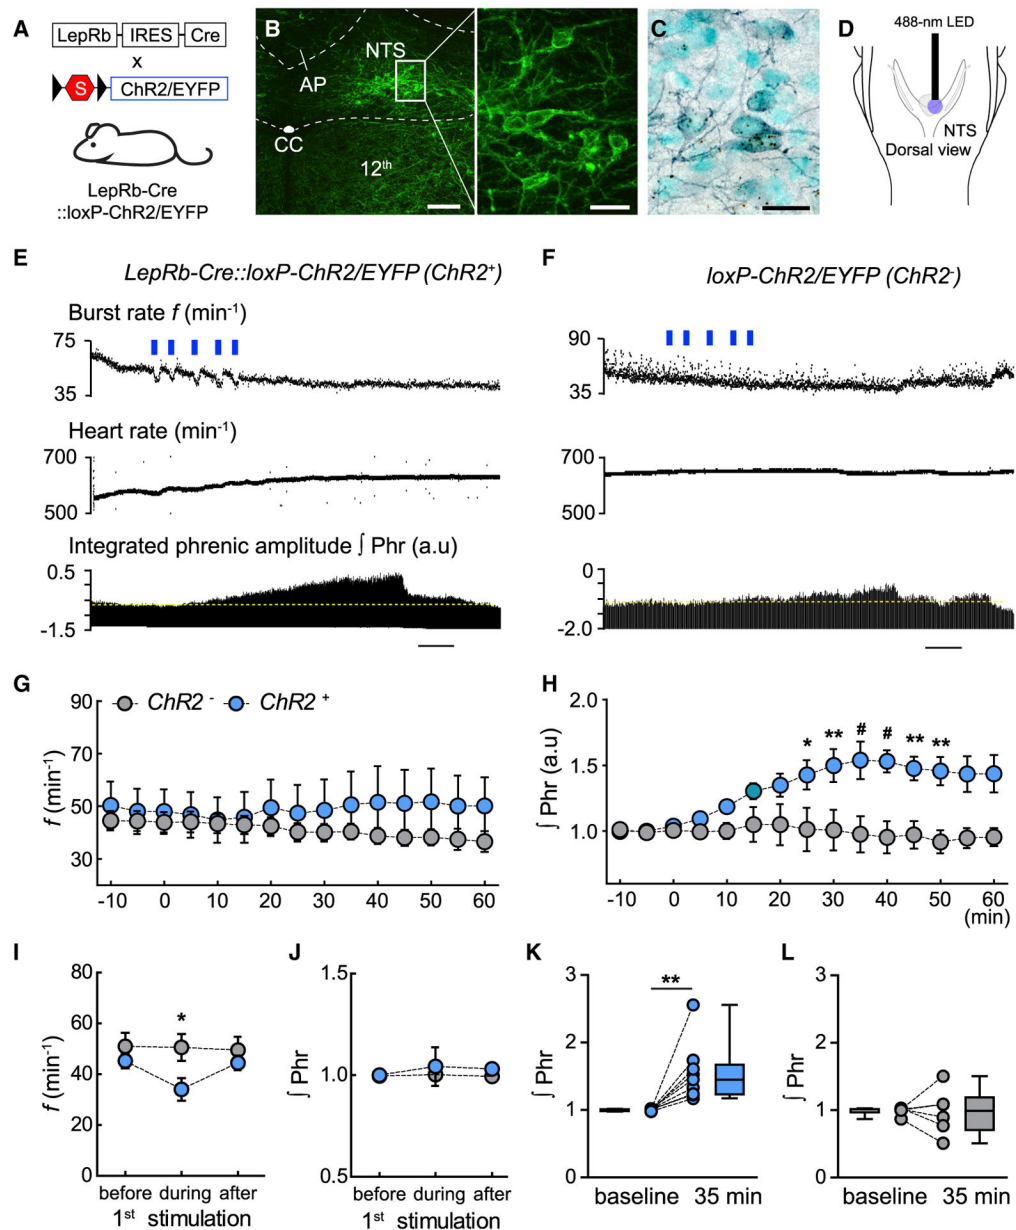 A
LepRb IRES Cre
x
S ChR2/EYFP
LepRb-Cre
::loxP-ChR2/EYFP
B
NTS
AP
CC
12th
C
D
488-nm LED
NTS
Dorsal view
E
LepRb-Cre::loxP-ChR2/EYFP (ChR2+)
Burst rate f (min-1)
75
35
Heart rate (min-1)
700
500
Integrated phrenic amplitude ∫ Phr (a.u)
0.5
-1.5
F
loxP-ChR2/EYFP (ChR2-)
90
35
700
500
0
-2.0
G
ChR2 - ChR2 +
f (min-1)
90
70
50
30
-10 0 10 20 30 40 50 60
H
∫ Phr (a.u)
2.0
1.5
1.0
* ** # # ** **
-10 0 10 20 30 40 50 60
(min)
I
f (min-1)
80
60
40
20
0
*
before during after
1st stimulation
J
∫ Phr
1.5
1.0
0.5
before during after
1st stimulation
K
∫ Phr
3
2
1
0
**
baseline 35 min
L
∫ Phr
3
2
1
0
baseline 35 min